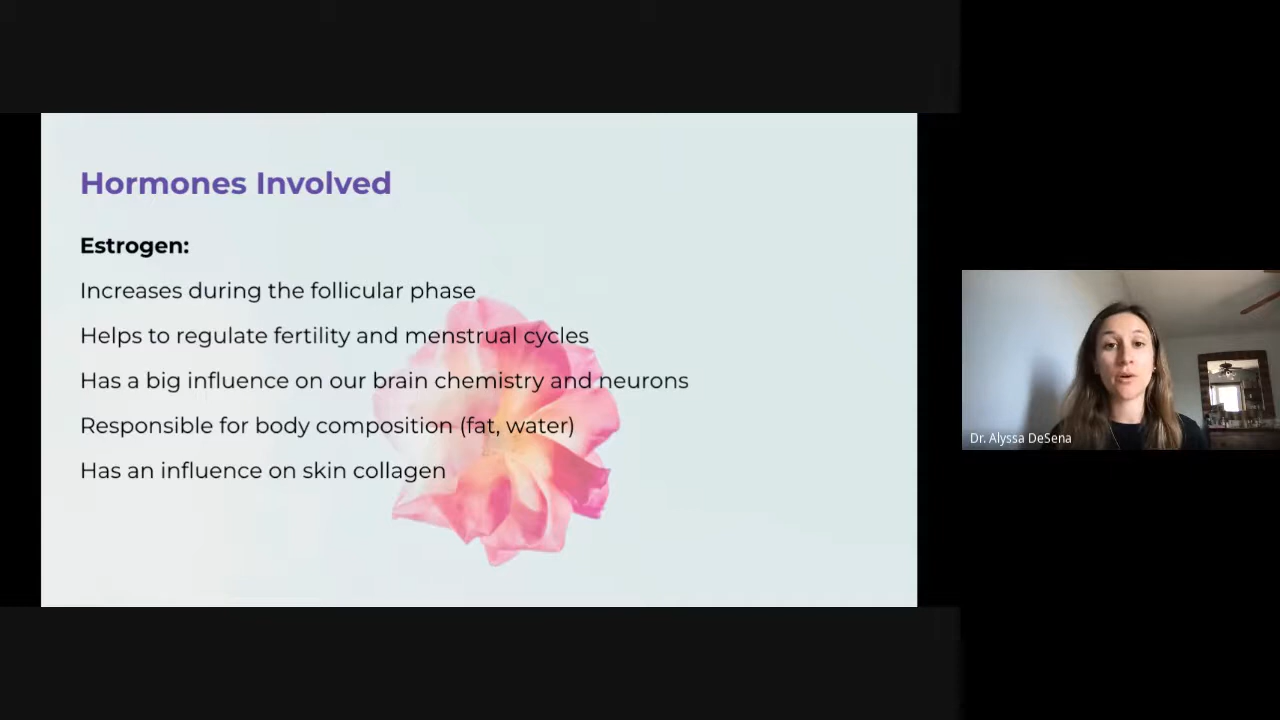 Hormones Involved
Estrogen:
Increases during the follicular phase
Helps to regulate fertility and menstrual cycles
Has a big influence on our brain chemistry and neurons
Responsible for body composition (fat, water)
Has an influence on skin collagen
Dr. Alyssa DeSena